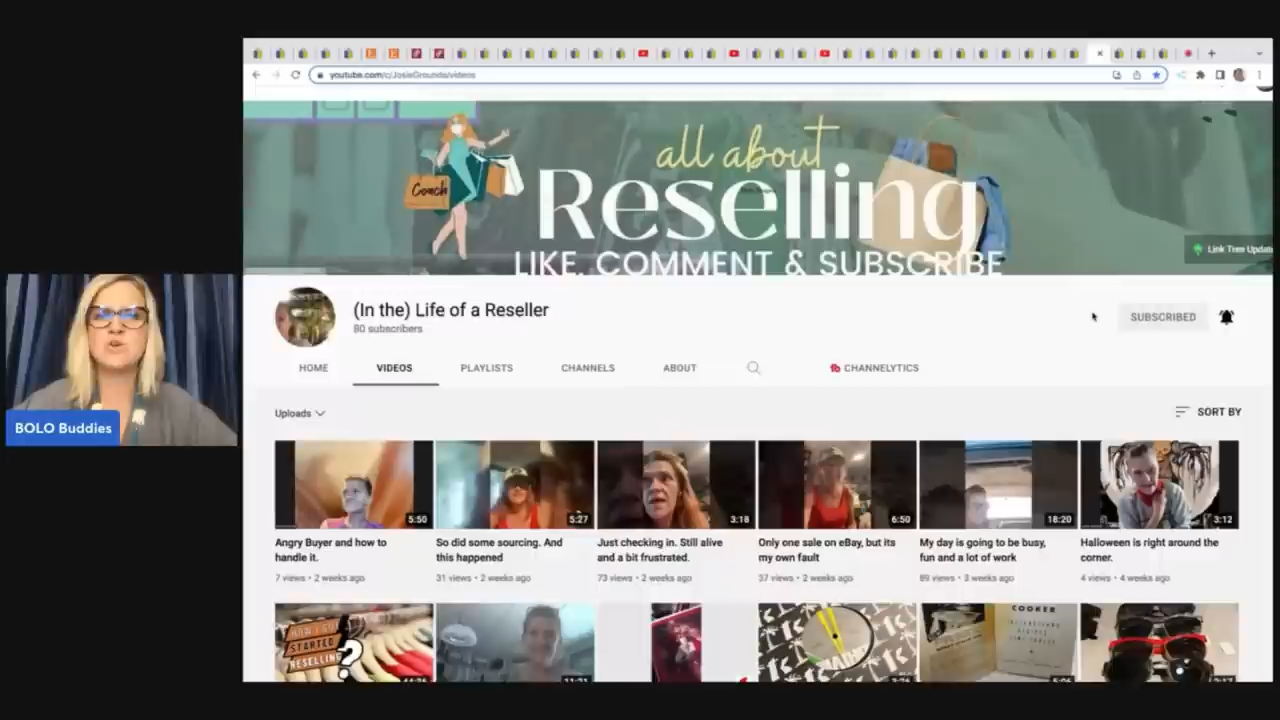 youtube.com/c/JosieGrounds/videos
all about
Coach
Reselling
LIKE, COMMENT & SUBSCRIBE
Link Tree Update
(In the) Life of a Reseller
80 subscribers
SUBSCRIBED
HOME
VIDEOS
PLAYLISTS
CHANNELS
ABOUT
CHANNELYTICS
Uploads
SORT BY
BOLO Buddies
5:50
5:27
3:18
6:50
18:20
3:12
Angry Buyer and how to
handle it.
7 views • 2 weeks ago
So did some sourcing. And
this happened
31 views • 2 weeks ago
Just checking in. Still alive
and a bit frustrated.
73 views • 2 weeks ago
Only one sale on eBay, but its
my own fault
37 views • 2 weeks ago
My day is going to be busy,
fun and a lot of work
89 views • 3 weeks ago
Halloween is right around the
corner.
4 views • 4 weeks ago
STARTED
RESELLING
?
COOKER